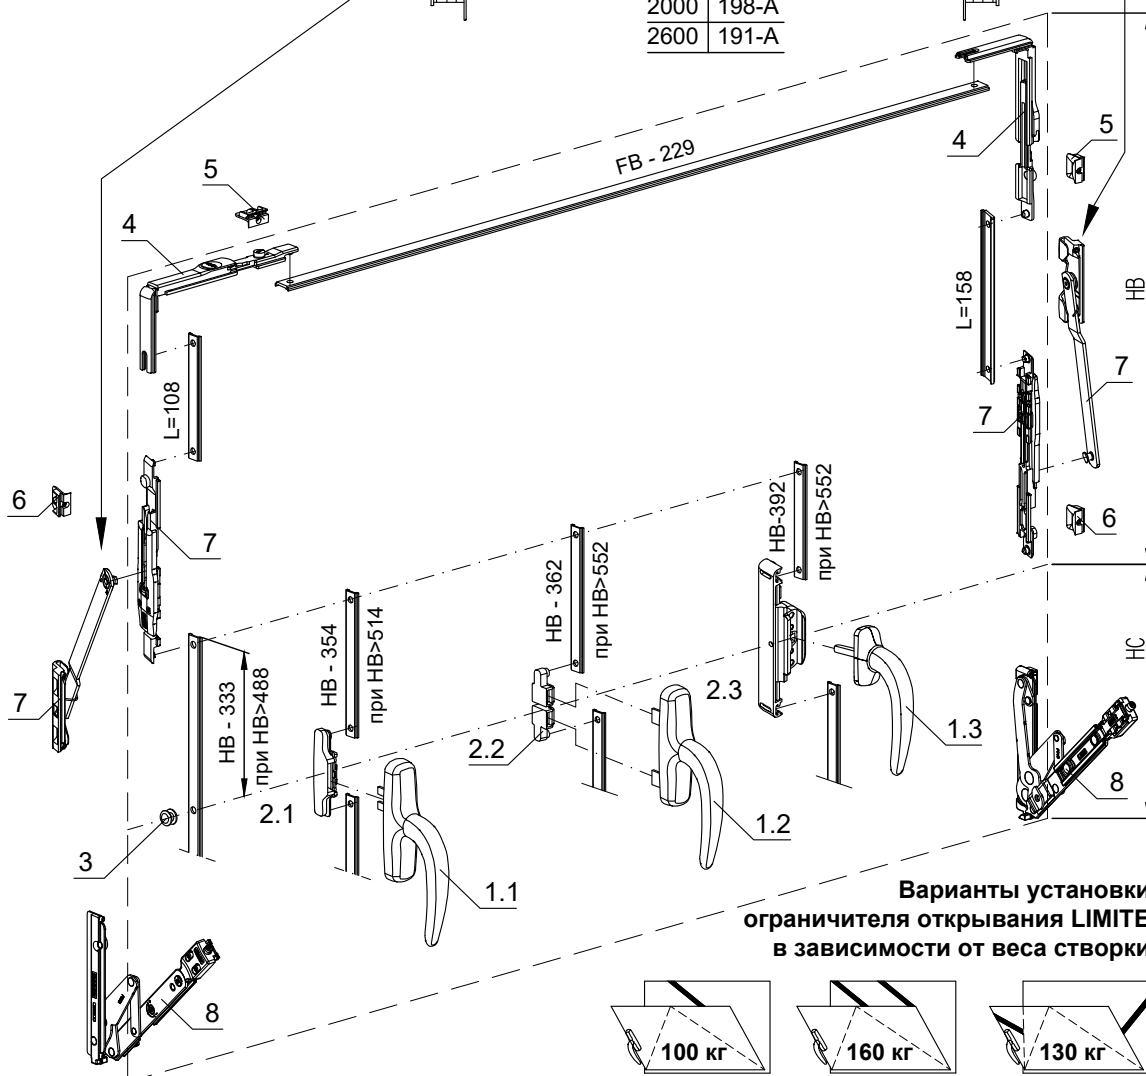 2000 198-A
2600 191-A
4
5
FB - 229
4
5
L=108
L=158
HB
7
7
6
7
6
7
HB - 333
при HB>488
HB - 354
при HB>514
HB - 362
при HB>552
HB-392
при HB>552
HC
2.1
2.2
2.3
3
1.1
1.2
1.3
8
8
Варианты установки
ограничителя открывания LIMITE
в зависимости от веса створки
100 кг
160 кг
130 кг